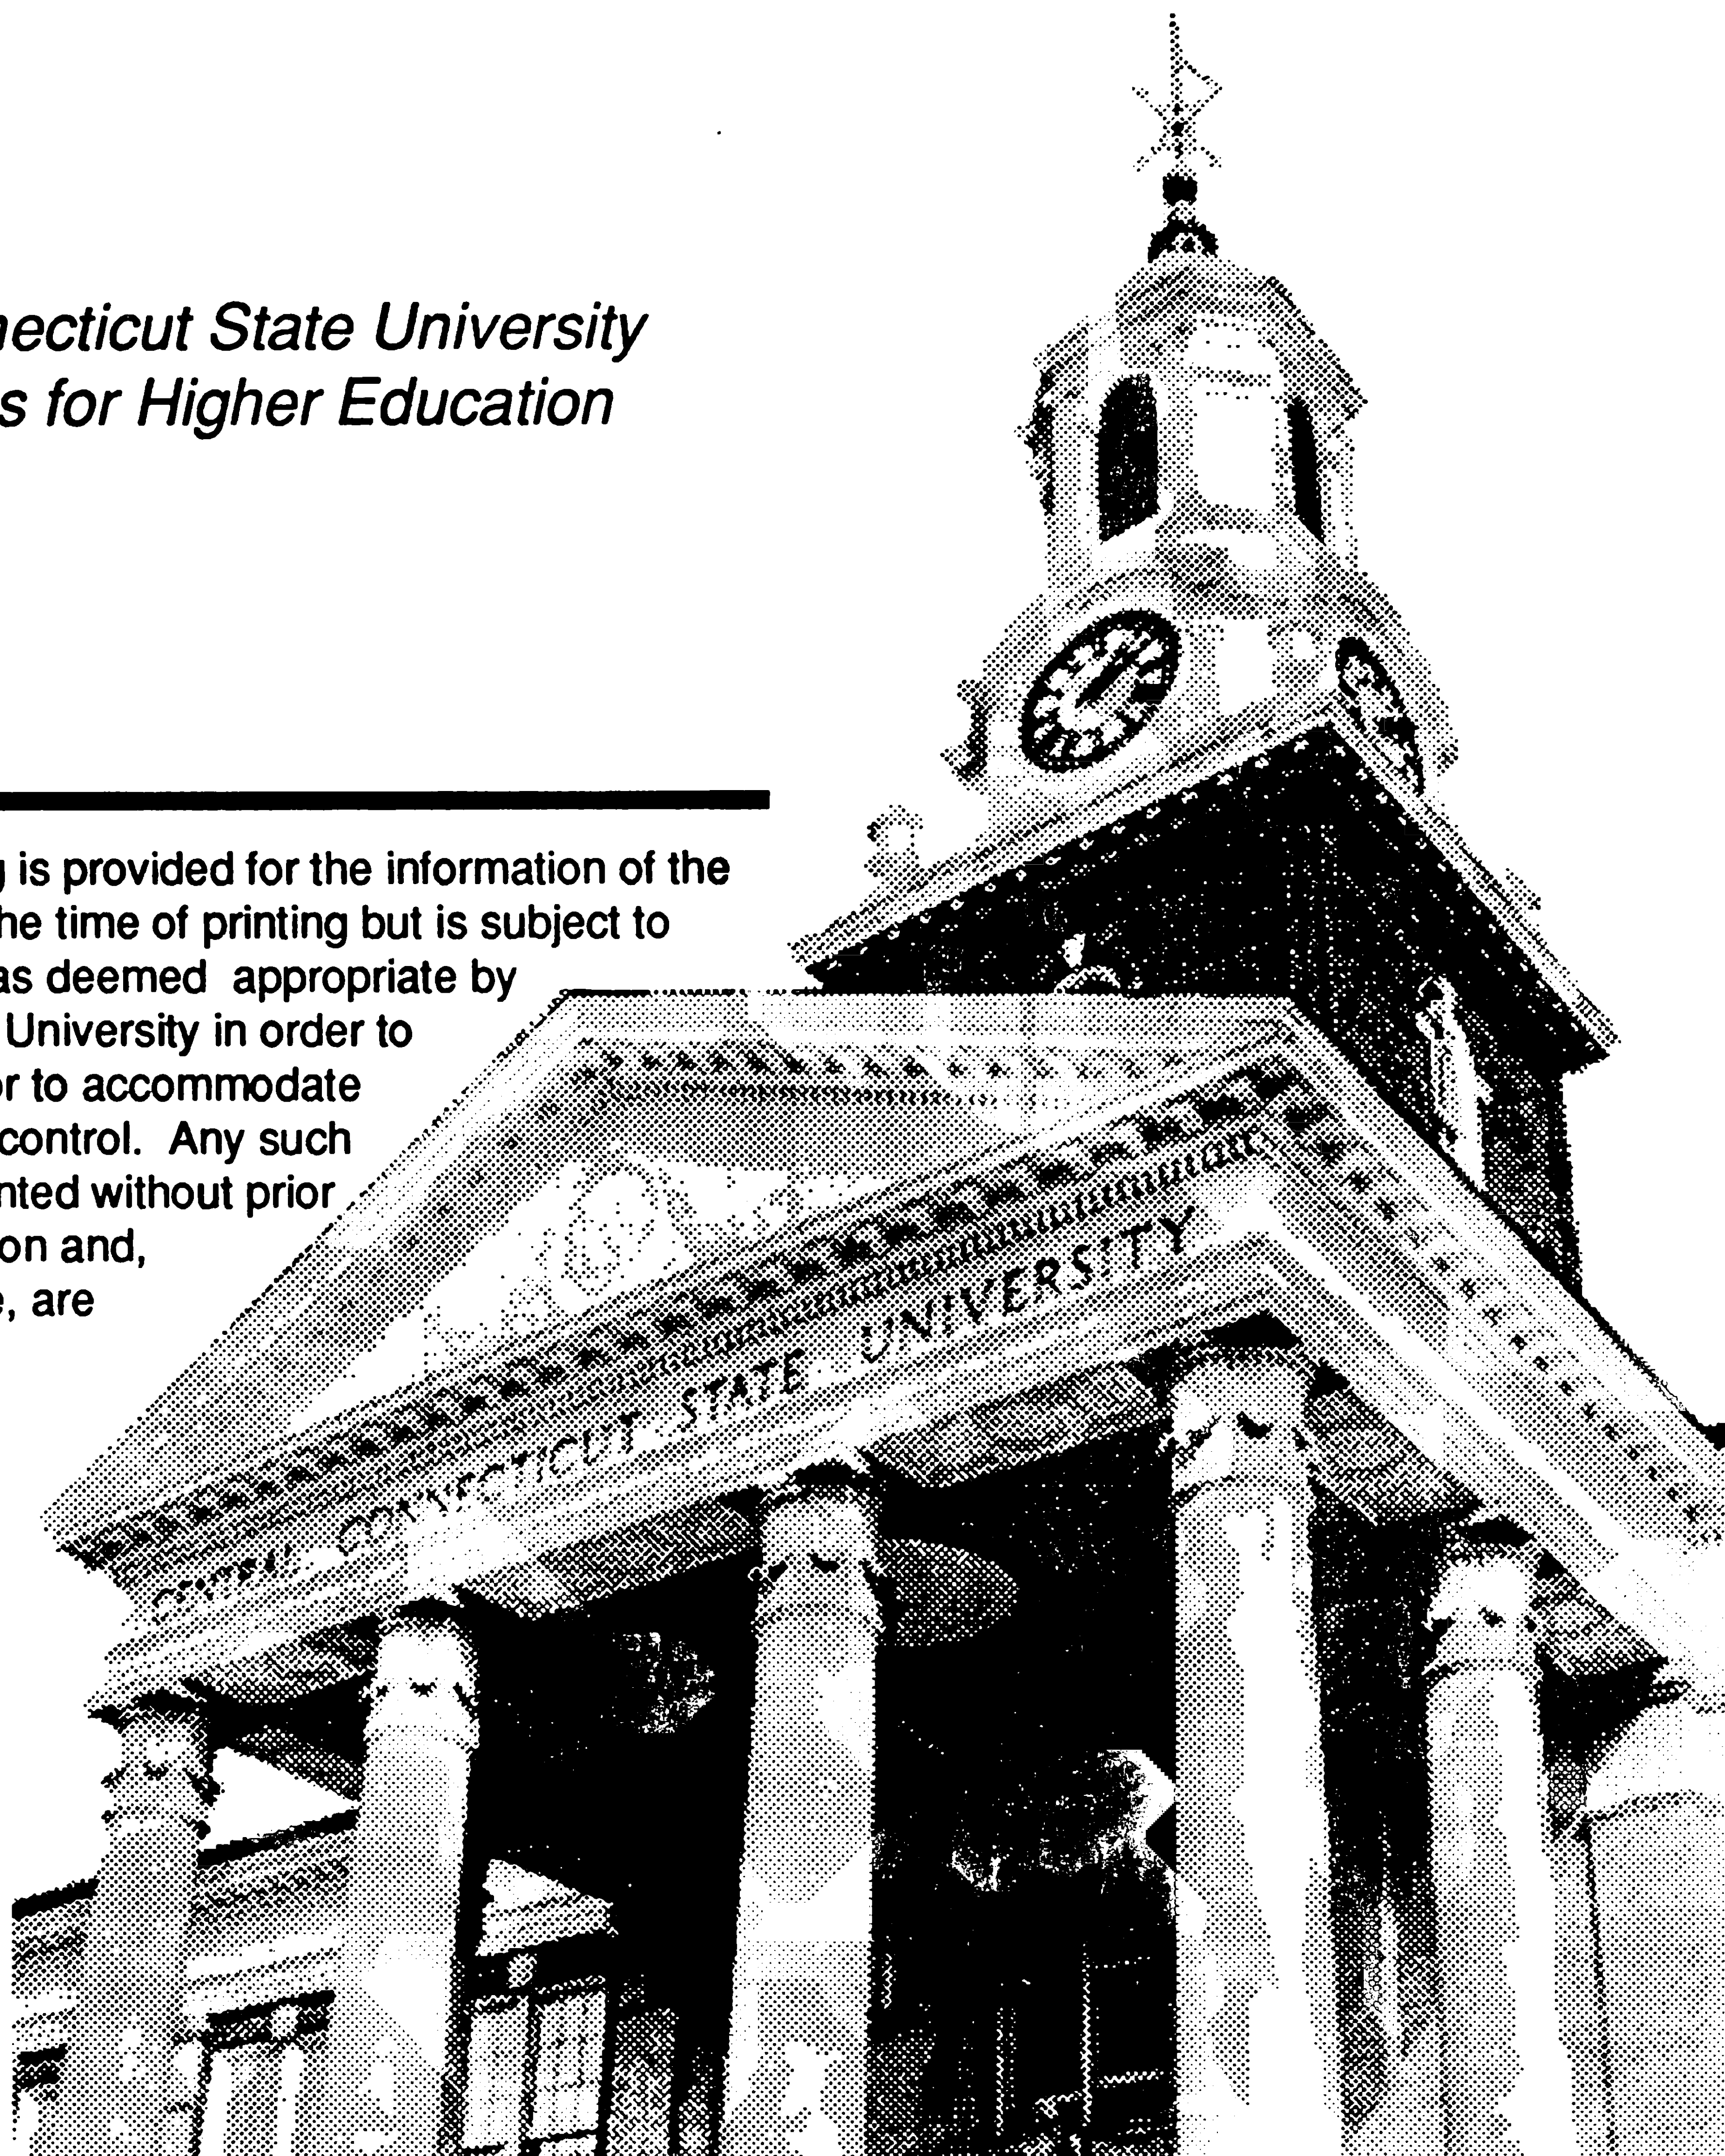 necticut State University
s for Higher Education
g is provided for the information of the
he time of printing but is subject to
as deemed appropriate by
University in order to
or to accommodate
control. Any such
nted without prior
on and,
e, are
CONNECTICUT STATE UNIVERSITY